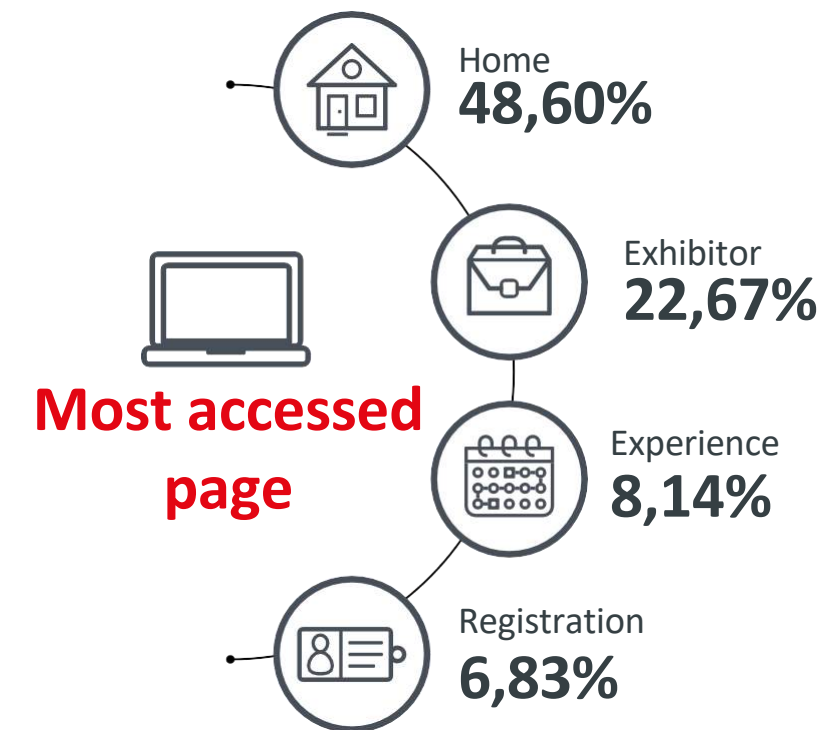 Home
48,60%
Exhibitor
22,67%
Most accessed
page
Experience
8,14%
Registration
6,83%